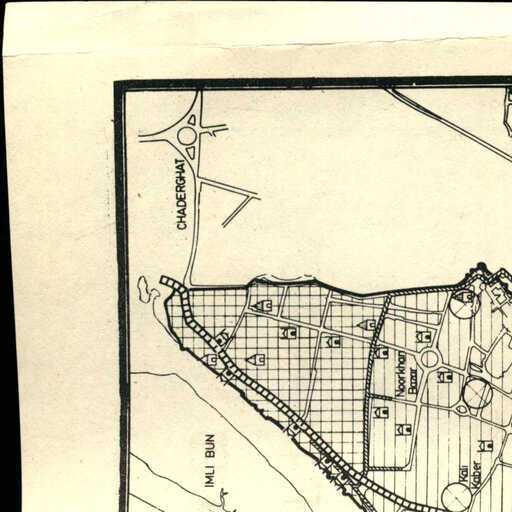 CHADERGHAT
IMLI BUN
Noorkhan
Bazar
Kali
Kaber